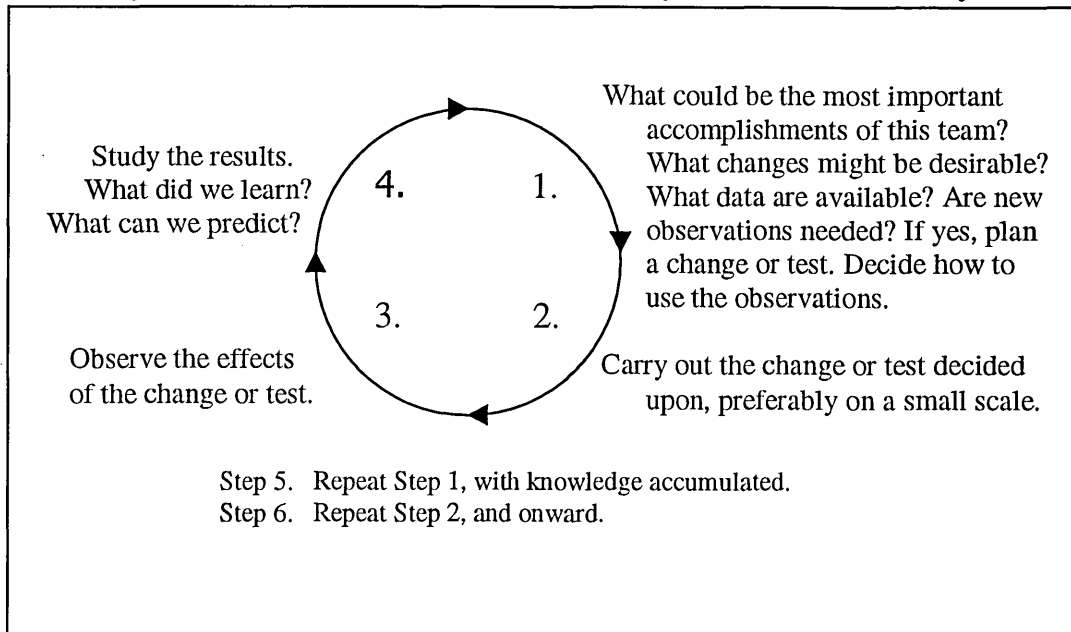 1.
What could be the most important
accomplishments of this team?
What changes might be desirable?
What data are available? Are new
observations needed? If yes, plan
a change or test. Decide how to
use the observations.
2.
Carry out the change or test decided
upon, preferably on a small scale.
3.
Observe the effects
of the change or test.
4.
Study the results.
What did we learn?
What can we predict?
Step 5. Repeat Step 1, with knowledge accumulated.
Step 6. Repeat Step 2, and onward.